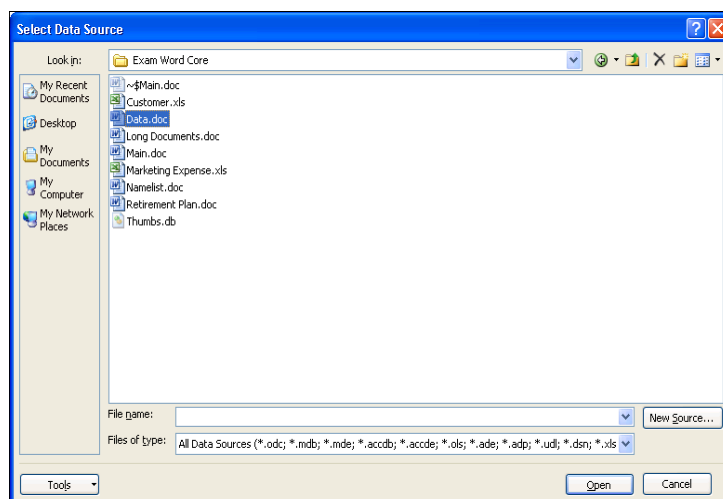 Select Data Source
Look in:
Exam Word Core
My Recent
Documents
Desktop
My
Documents
My
Computer
My Network
Places
~$Main.doc
Customer.xls
Data.doc
Long Documents.doc
Main.doc
Marketing Expense.xls
Namelist.doc
Retirement Plan.doc
Thumbs.db
File name:
New Source...
Files of type:
All Data Sources (*.odc; *.mdb; *.mde; *.accdb; *.accde; *.ols; *.ade; *.adp; *.udl; *.dsn; *.xls
Tools
Open
Cancel